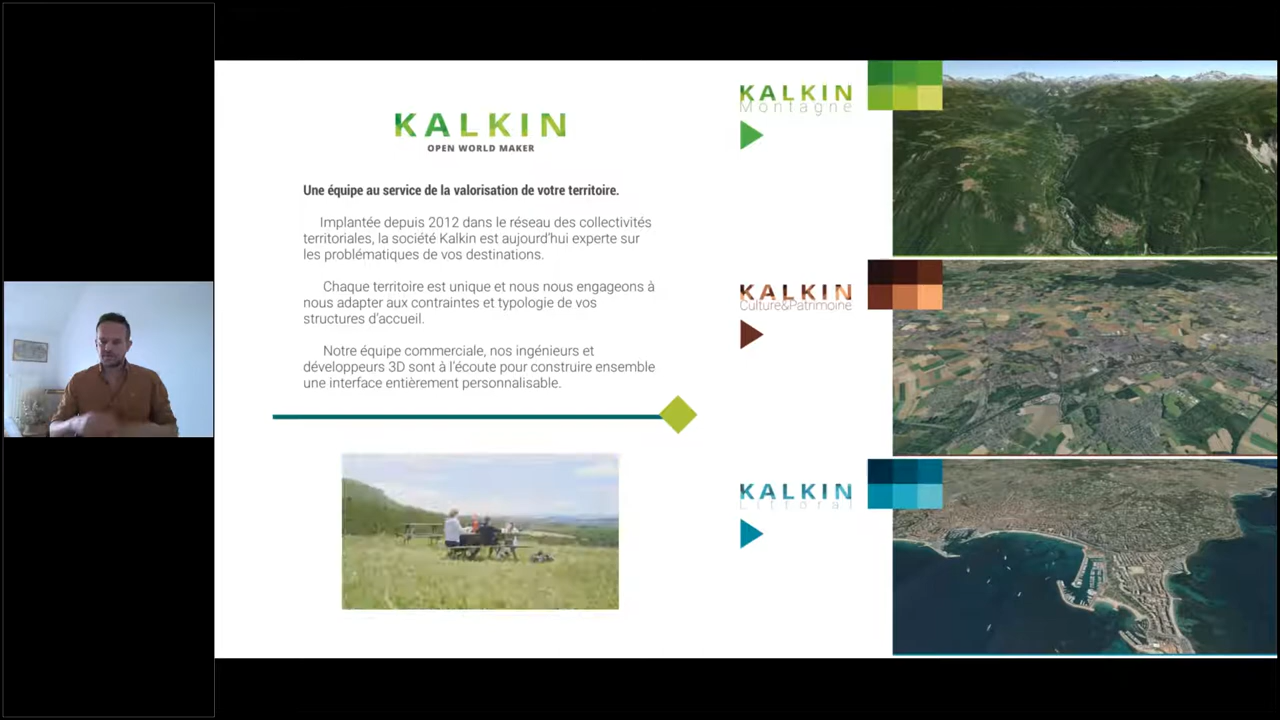 KALKIN
OPEN WORLD MAKER
Une équipe au service de la valorisation de votre territoire.
Implantée depuis 2012 dans le réseau des collectivités
territoriales, la société Kalkin est aujourd'hui experte sur
les problématiques de vos destinations.
Chaque territoire est unique et nous nous engageons à
nous adapter aux contraintes et typologie de vos
structures d'accueil.
Notre équipe commerciale, nos ingénieurs et
développeurs 3D sont à l'écoute pour construire ensemble
une interface entièrement personnalisable.
KALKIN
Montagne
KALKIN
Culture&Patrimoine
KALKIN
Littoral